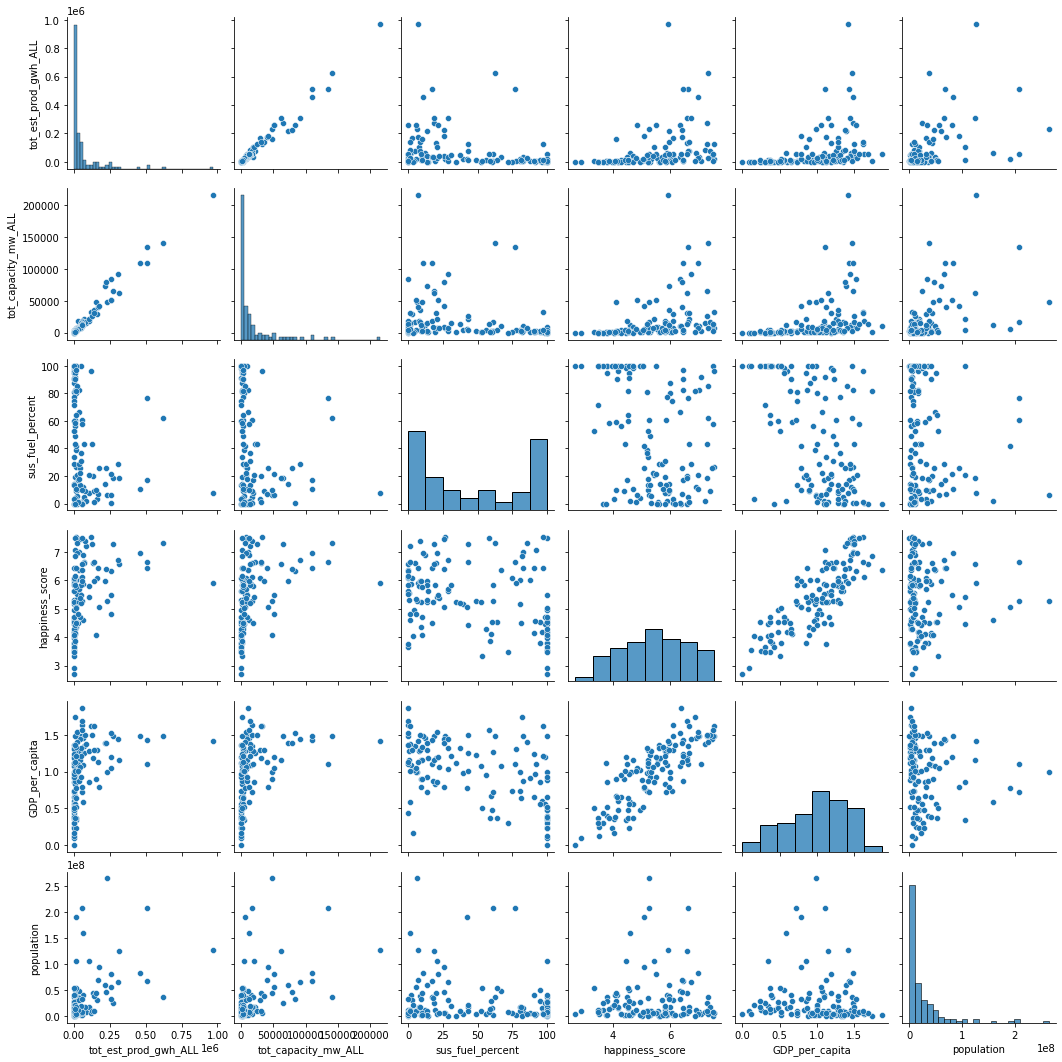 1e6
1.0
0.8
0.6
0.4
0.2
0.0
tot_est_prod_gwh_ALL
200000
150000
100000
50000
0
tot_capacity_mw_ALL
100
80
60
40
20
0
sus_fuel_percent
7
6
5
4
3
happiness_score
1.5
1.0
0.5
0.0
GDP_per_capita
1e8
2.5
2.0
1.5
1.0
0.5
0.0
population
0.00 0.25 0.50 0.75 1.00
tot_est_prod_gwh_ALL 1e6
0 50000 100000 150000 200000
tot_capacity_mw_ALL
0 25 50 75 100
sus_fuel_percent
4 6
happiness_score
0.0 0.5 1.0 1.5
GDP_per_capita
0 1 2
population 1e8